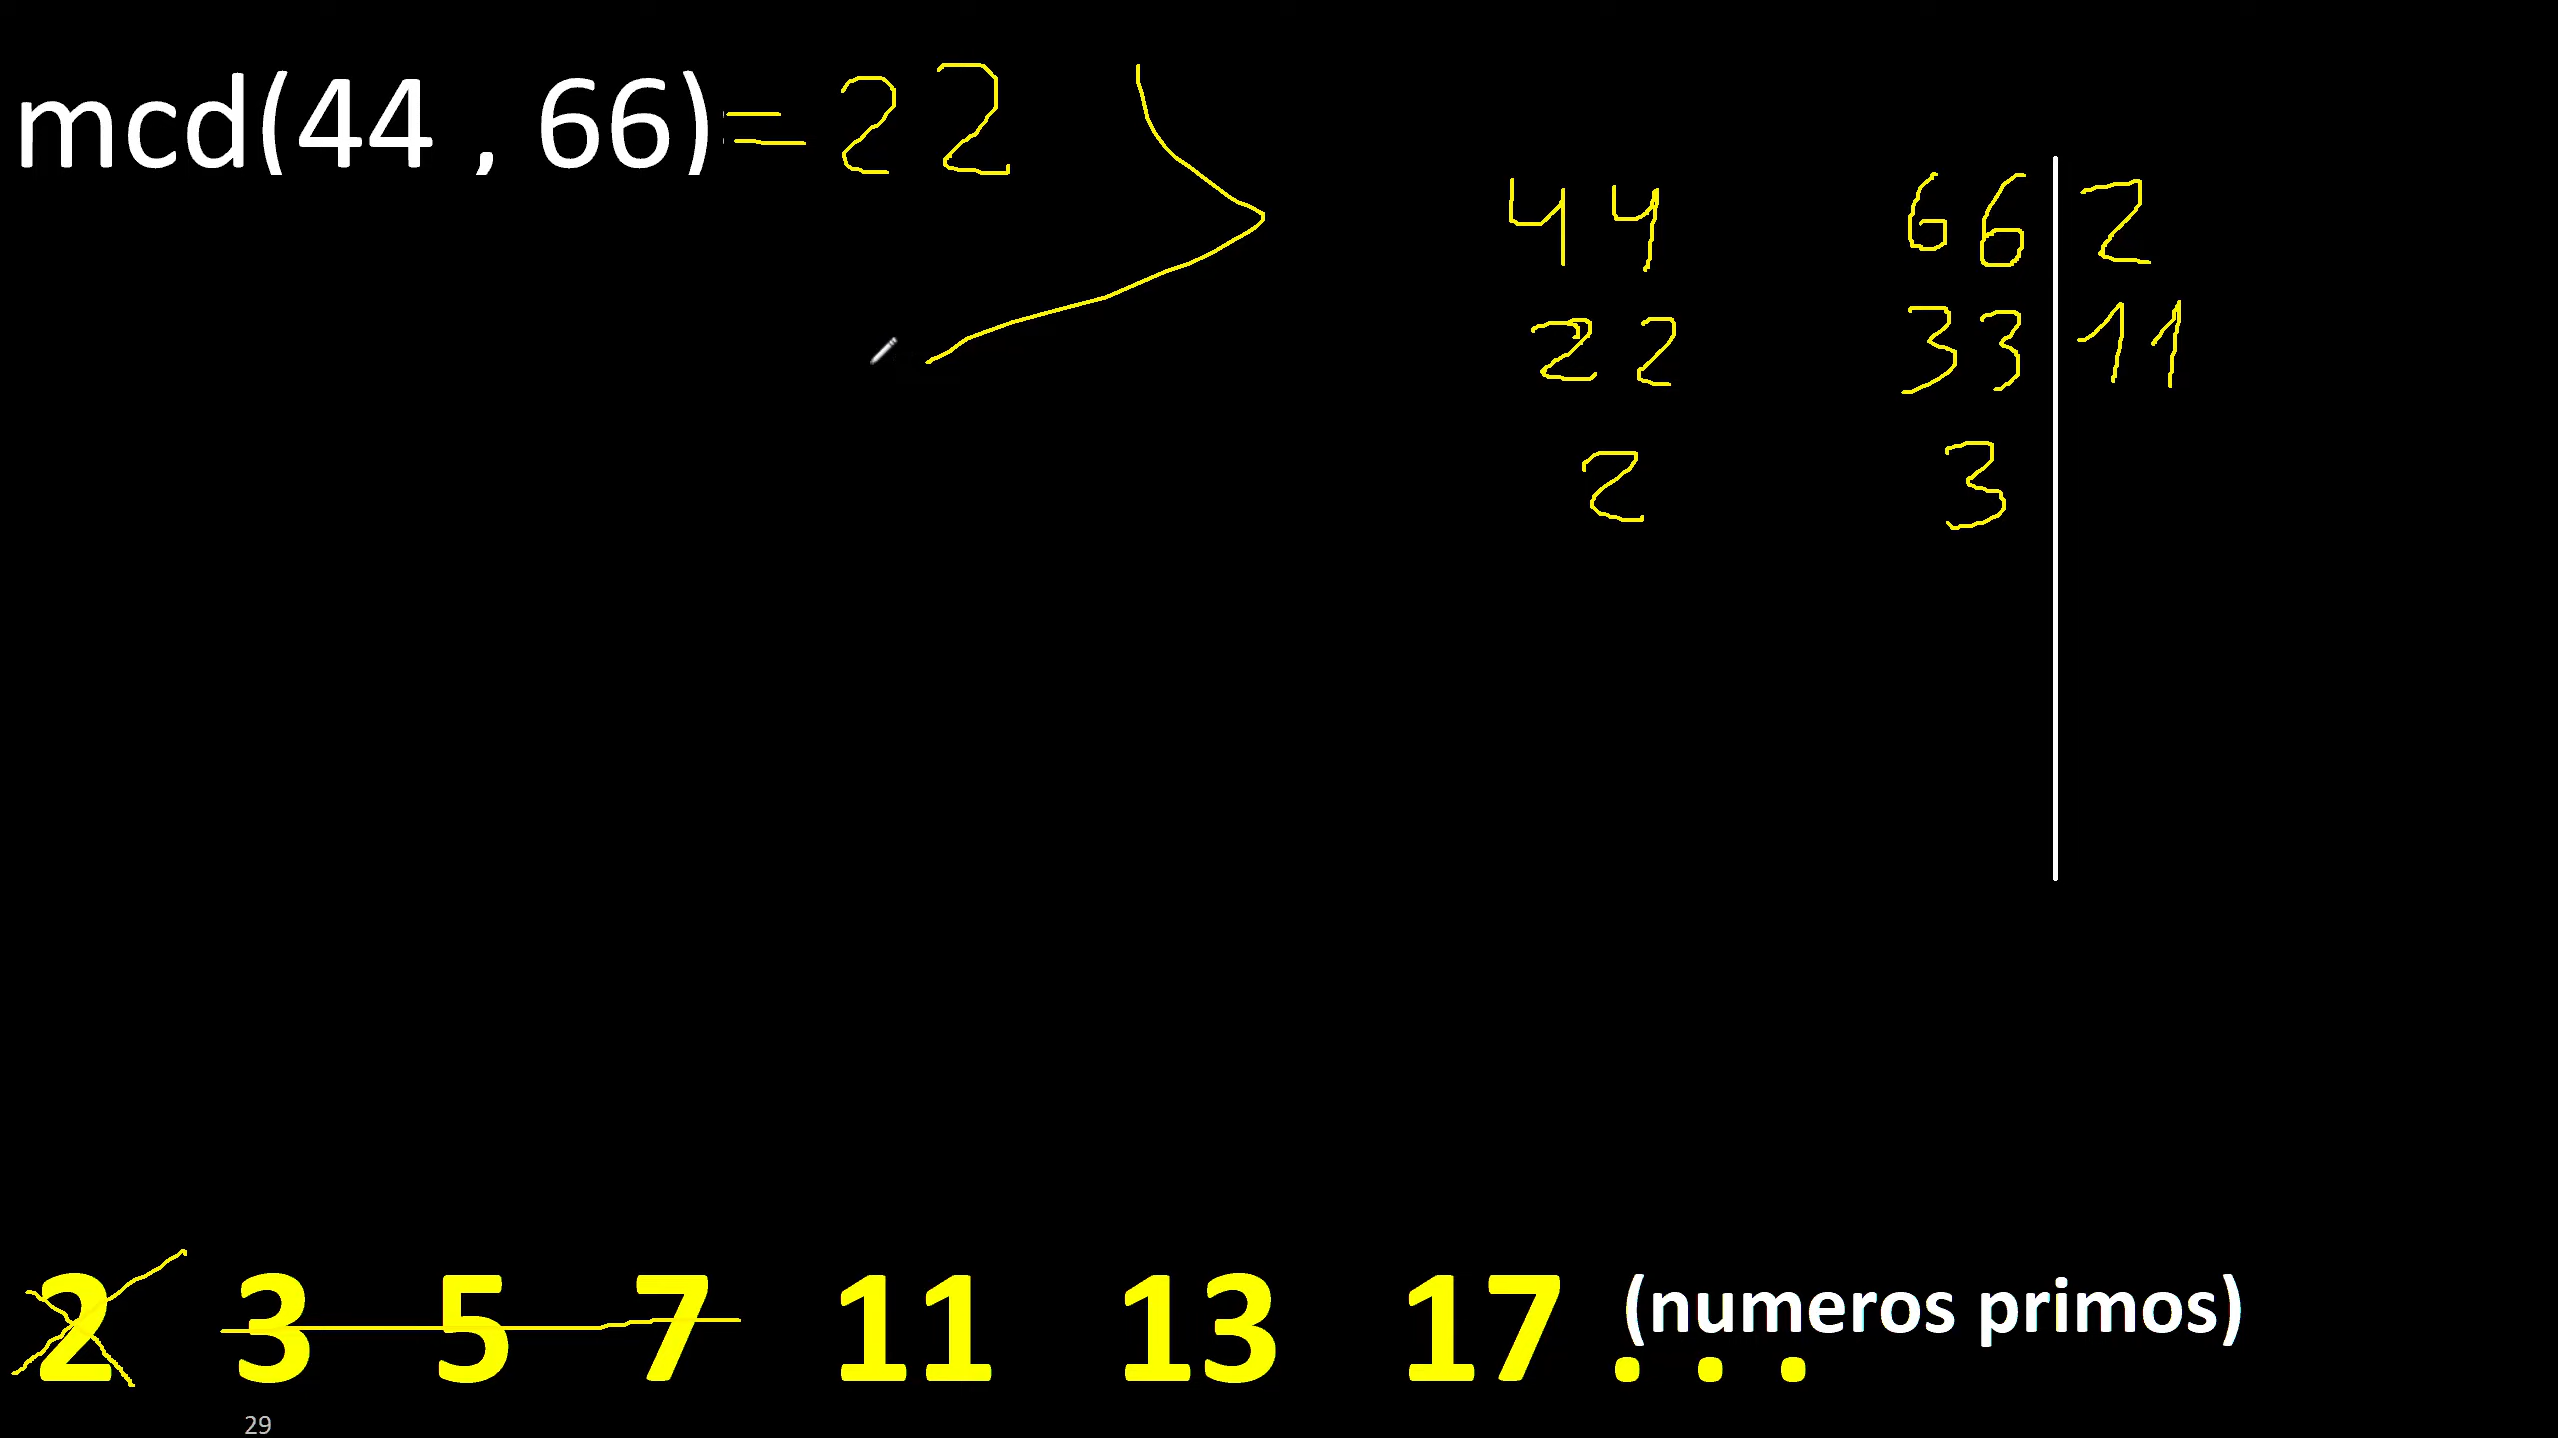 mcd(44 , 66)=22
44 66 2
22 33 11
2 3
2 3 5 7 11 13 17 . . . (numeros primos)
29